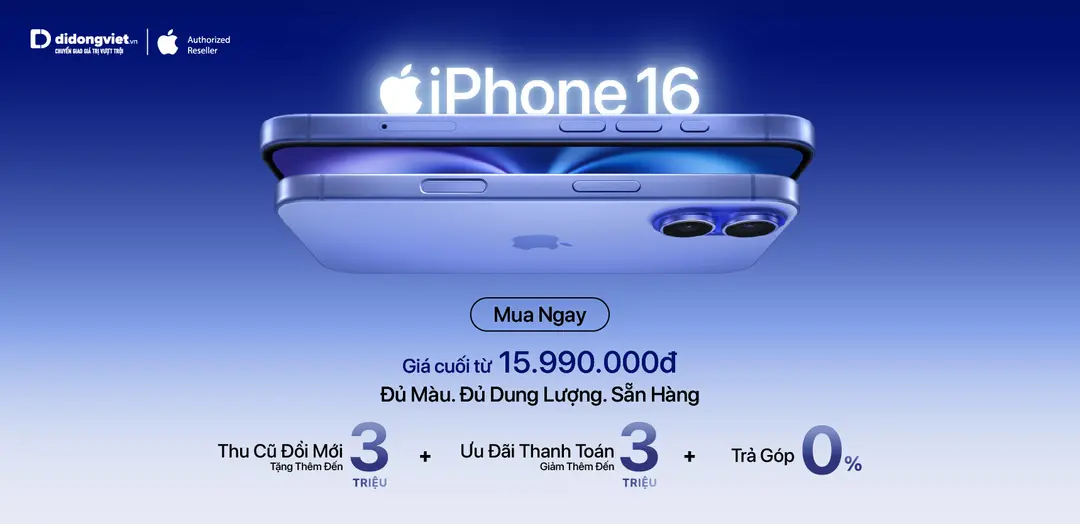 didongviet.vn
CHUYỂN GIAO GIÁ TRỊ VƯỢT TRỘI
Authorized
Reseller
iPhone 16
Mua Ngay
Giá cuối từ 15.990.000đ
Đủ Màu. Đủ Dung Lượng. Sẵn Hàng
Thu Cũ Đổi Mới
Tặng Thêm Đến
3
TRIỆU
+
Ưu Đãi Thanh Toán
Giảm Thêm Đến
3
TRIỆU
+
Trả Góp 0%